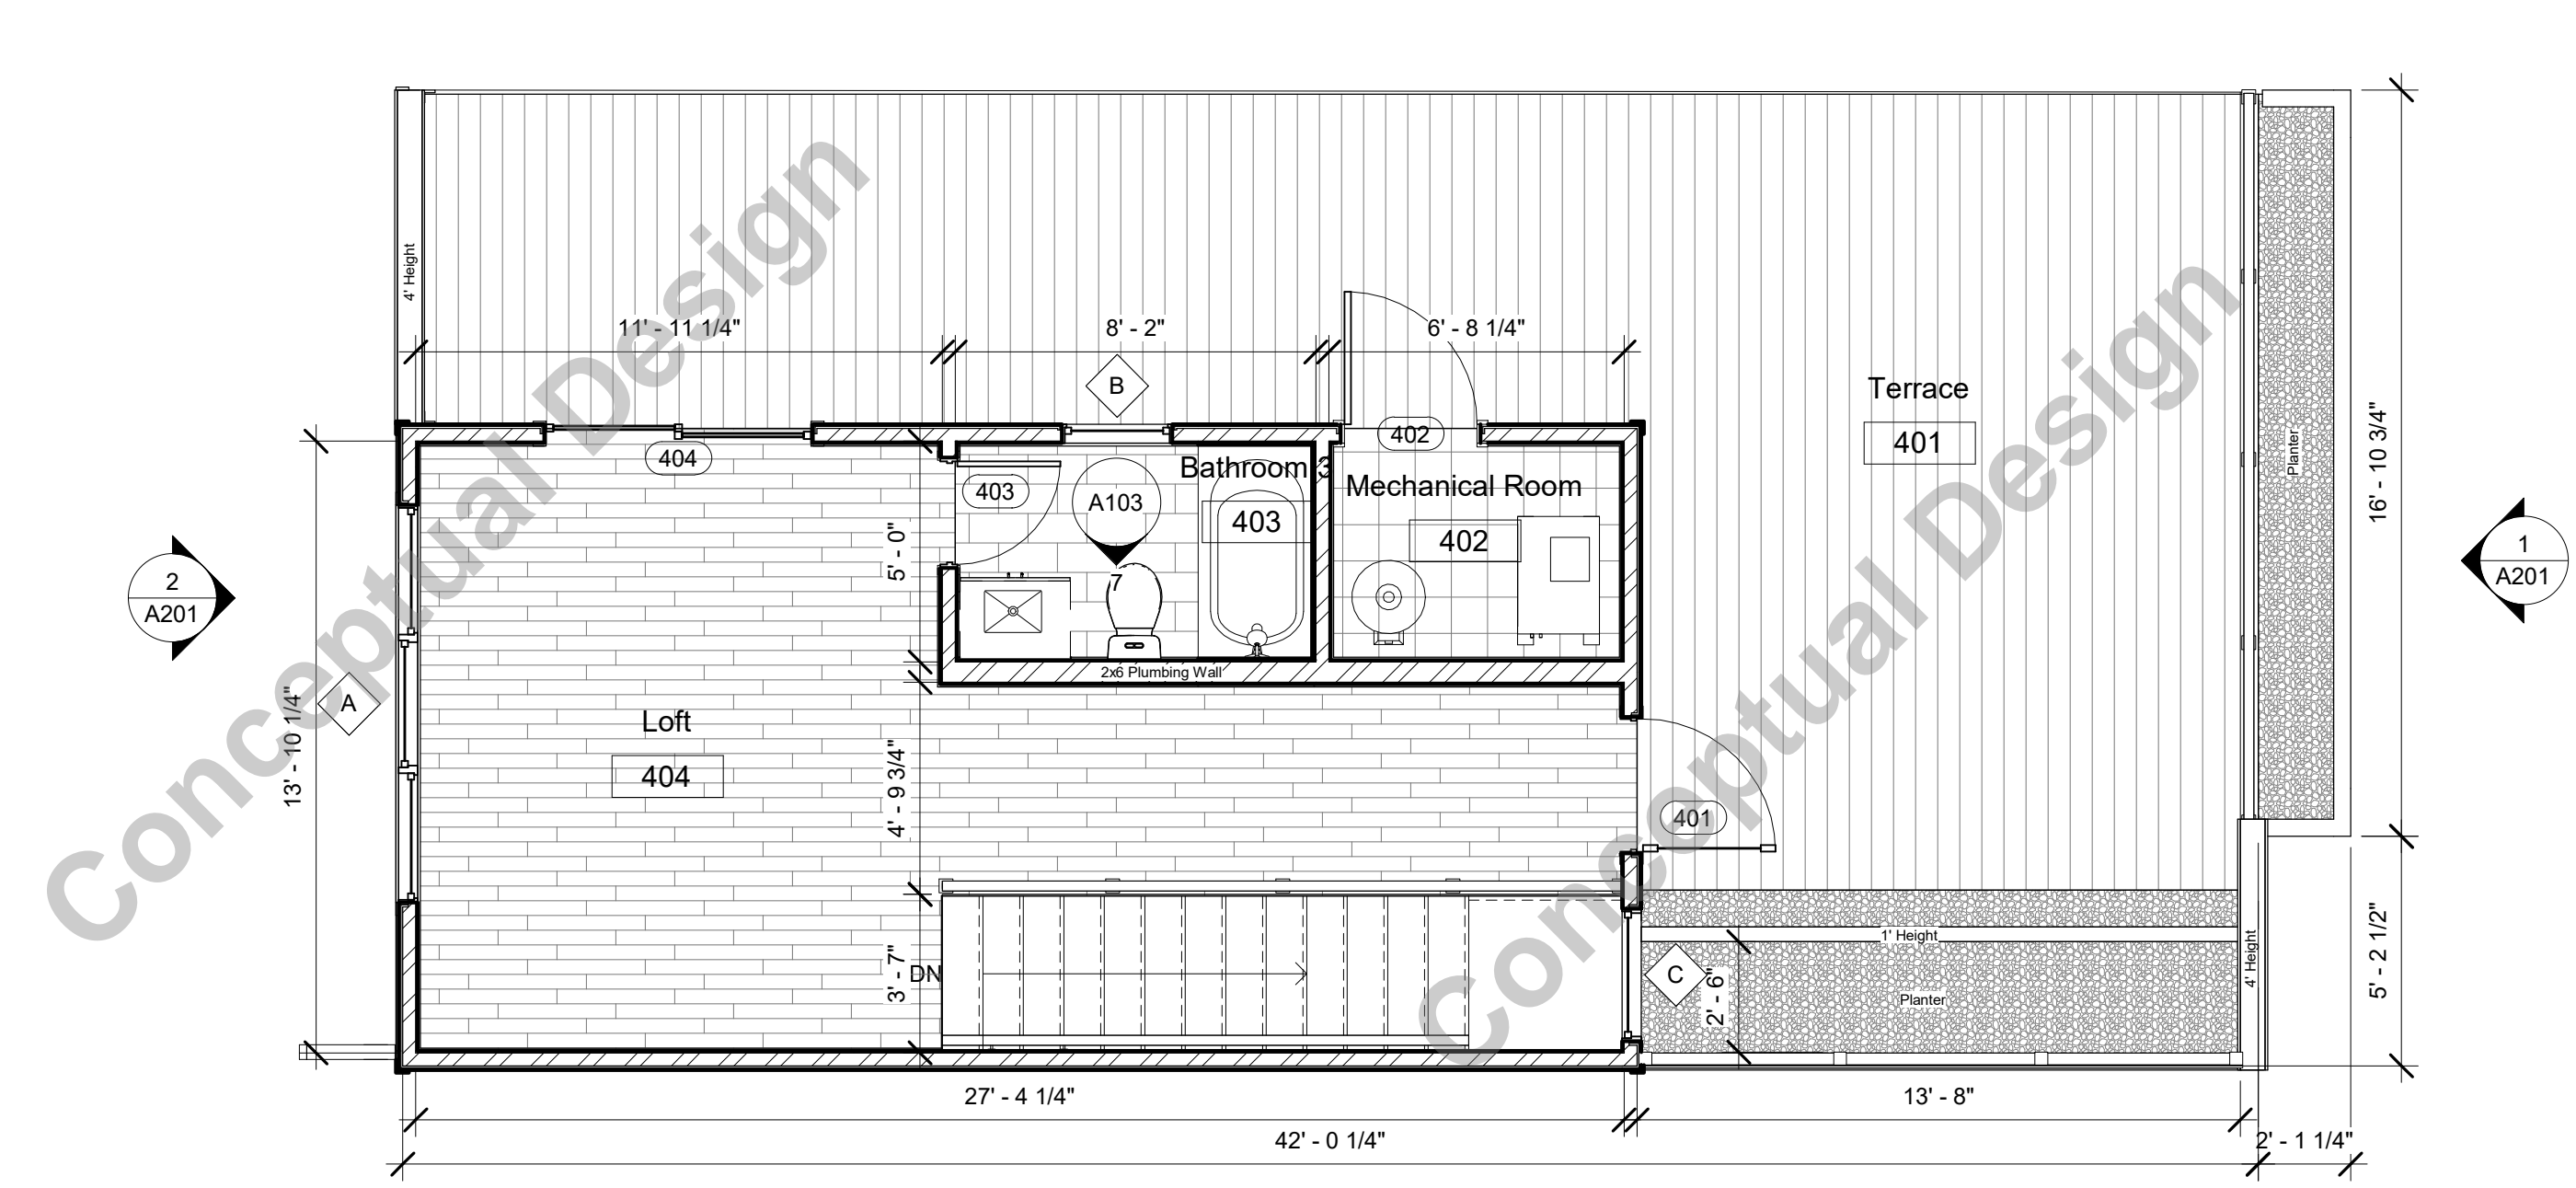 4' Height
11' - 11 1/4"
8' - 2"
6' - 8 1/4"
B
Terrace
401
402
404
Bathroom 3
403
A103
7
403
Mechanical Room
402
5' - 0"
Planter
16' - 10 3/4"
2
A201
1
A201
2x6 Plumbing Wall
A
13' - 10 1/4"
Loft
404
4' - 9 3/4"
401
1' Height
3' - 7"
DN
C
2' - 6"
Planter
4' Height
5' - 2 1/2"
27' - 4 1/4"
13' - 8"
42' - 0 1/4"
2' - 1 1/4"
Conceptual Design
Conceptual Design